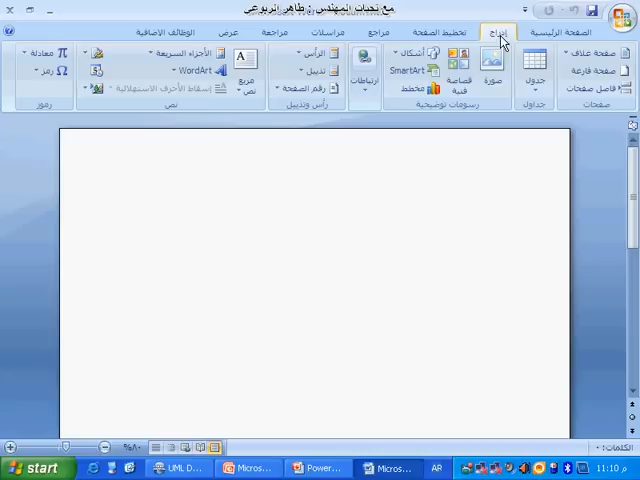 مع تحيات المهندس : طاهر الربوعي
الصفحة الرئيسية
إدراج
تخطيط الصفحة
مراجع
مراسلات
مراجعة
عرض
الوظائف الاضافية
صفحة غلاف
صفحة فارغة
فاصل صفحات
صفحات
جدول
جداول
صورة
قصاصة فنية
أشكال
SmartArt
مخطط
رسومات توضيحية
ارتباطات
الرأس
تذييل
رقم الصفحة
رأس وتذييل
مربع نص
الأجزاء السريعة
WordArt
إسقاط الأحرف الاستهلالية
نص
معادلة
رمز
رموز
الكلمات: ٠
٨٠%
start
UML D...
Micros...
Power...
Micros...
AR
11:10 م